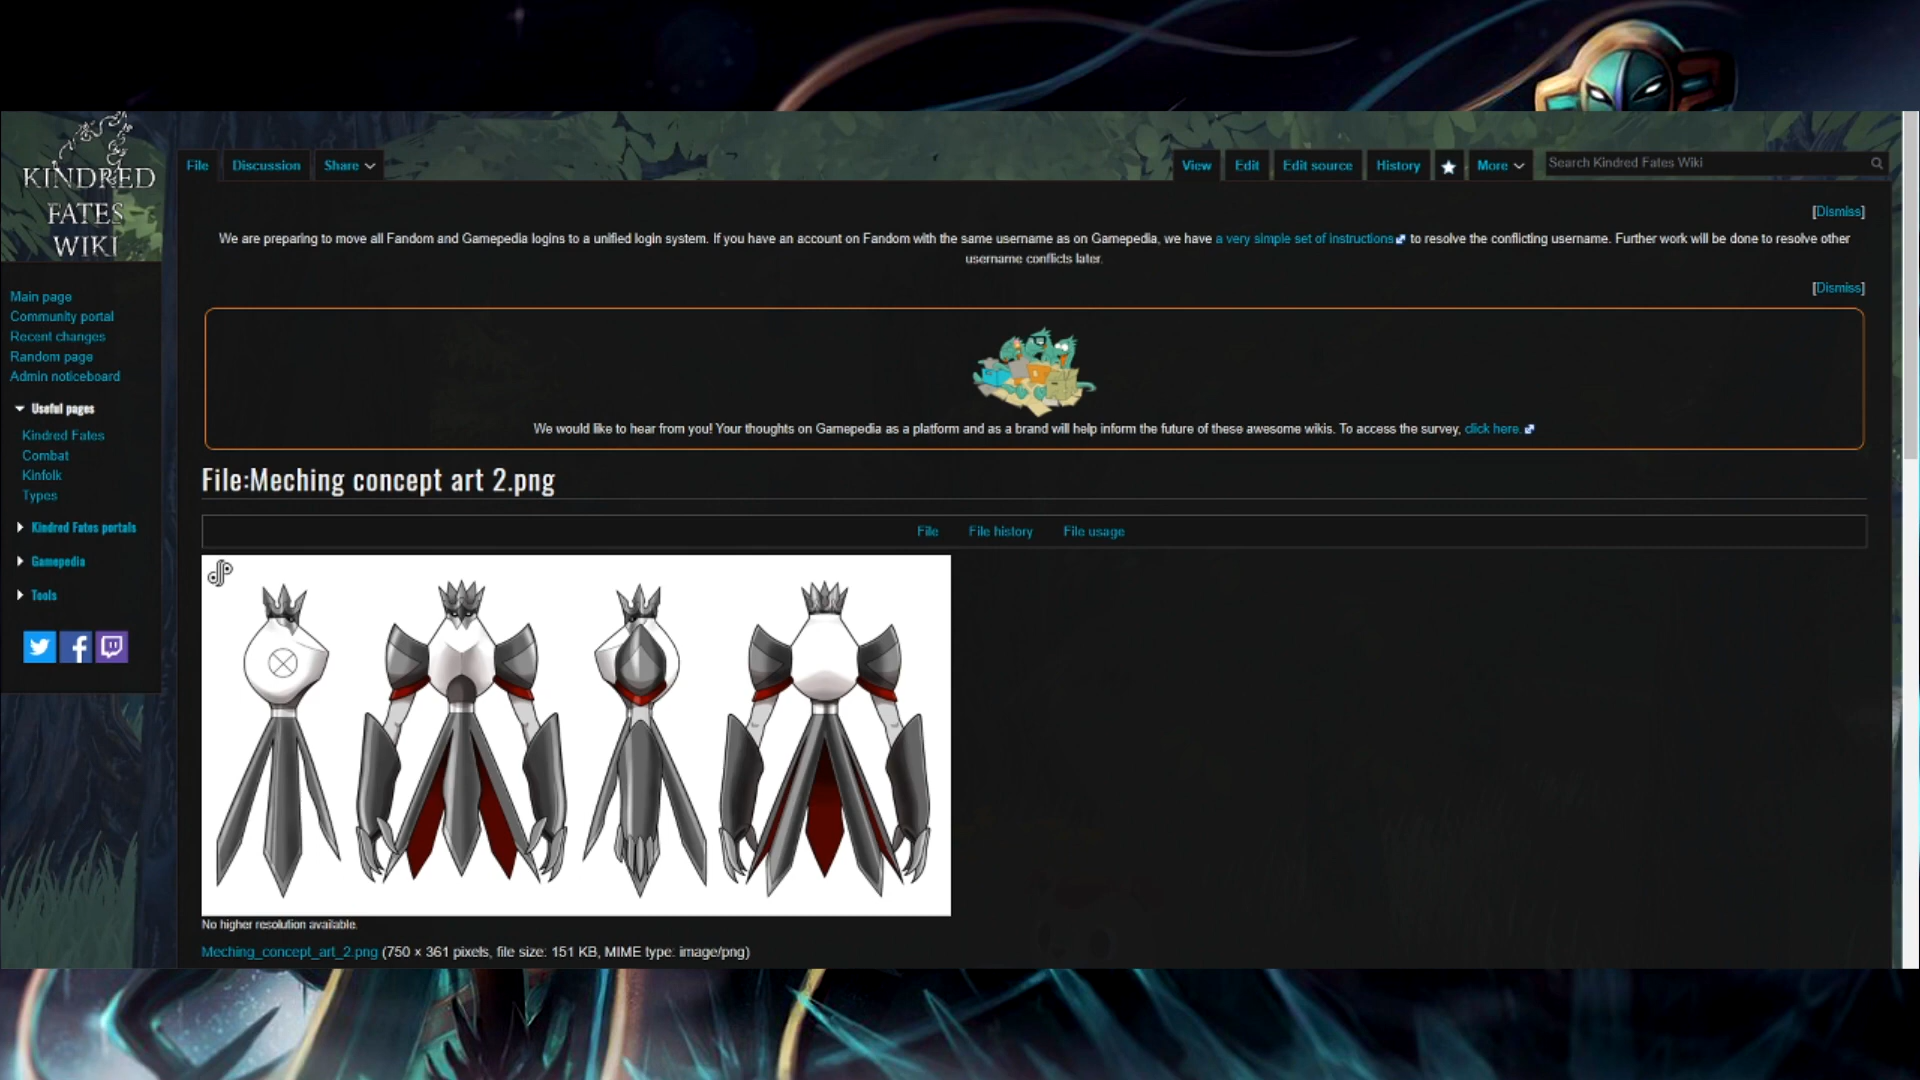 KINDRED
FATES
WIKI
File Discussion Share
View Edit Edit source History More Search Kindred Fates Wiki
[Dismiss]
We are preparing to move all Fandom and Gamepedia logins to a unified login system. If you have an account on Fandom with the same username as on Gamepedia, we have a very simple set of instructions to resolve the conflicting username. Further work will be done to resolve other
username conflicts later.
[Dismiss]
We would like to hear from you! Your thoughts on Gamepedia as a platform and as a brand will help inform the future of these awesome wikis. To access the survey, click here.
Main page
Community portal
Recent changes
Random page
Admin noticeboard
Useful pages
Kindred Fates
Combat
Kinfolk
Types
Kindred Fates portals
Gamepedia
Tools
File:Meching concept art 2.png
File File history File usage
No higher resolution available.
Meching_concept_art_2.png (750 × 361 pixels, file size: 151 KB, MIME type: image/png)